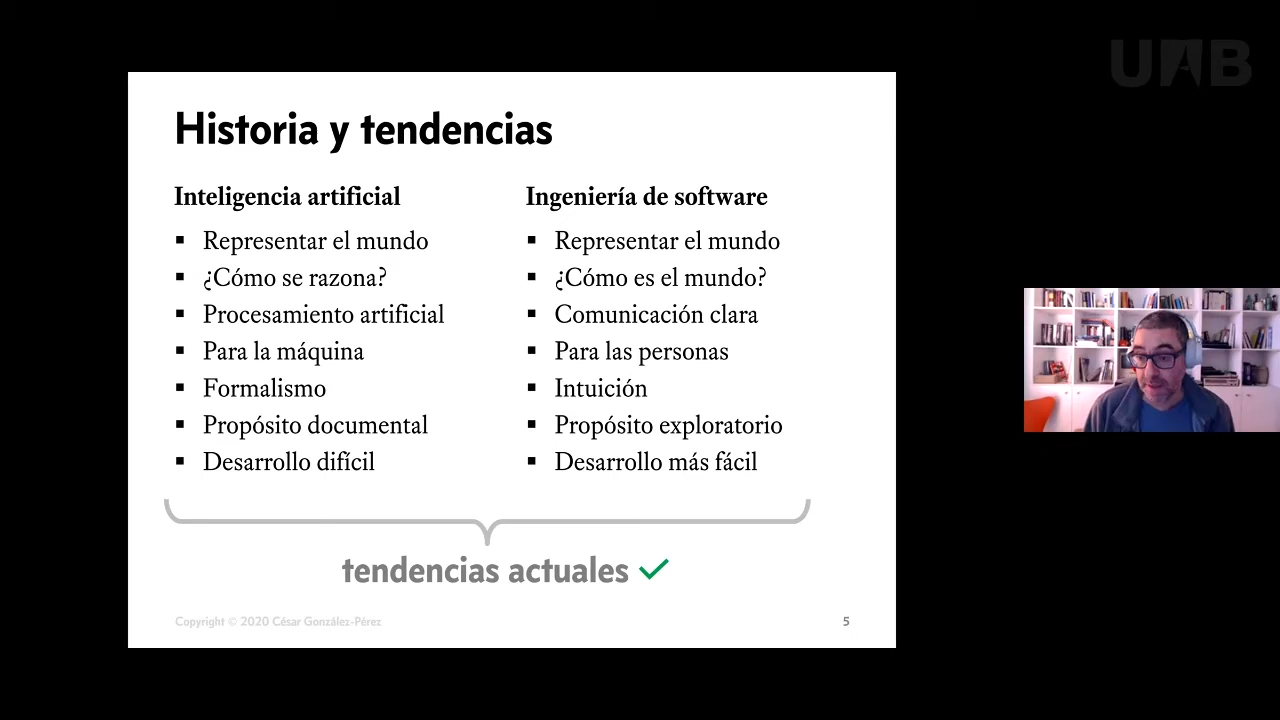 UAB
Historia y tendencias
Inteligencia artificial
▪ Representar el mundo
▪ ¿Cómo se razona?
▪ Procesamiento artificial
▪ Para la máquina
▪ Formalismo
▪ Propósito documental
▪ Desarrollo difícil
Ingeniería de software
▪ Representar el mundo
▪ ¿Cómo es el mundo?
▪ Comunicación clara
▪ Para las personas
▪ Intuición
▪ Propósito exploratorio
▪ Desarrollo más fácil
tendencias actuales ✓
Copyright © 2020 César González-Pérez
5